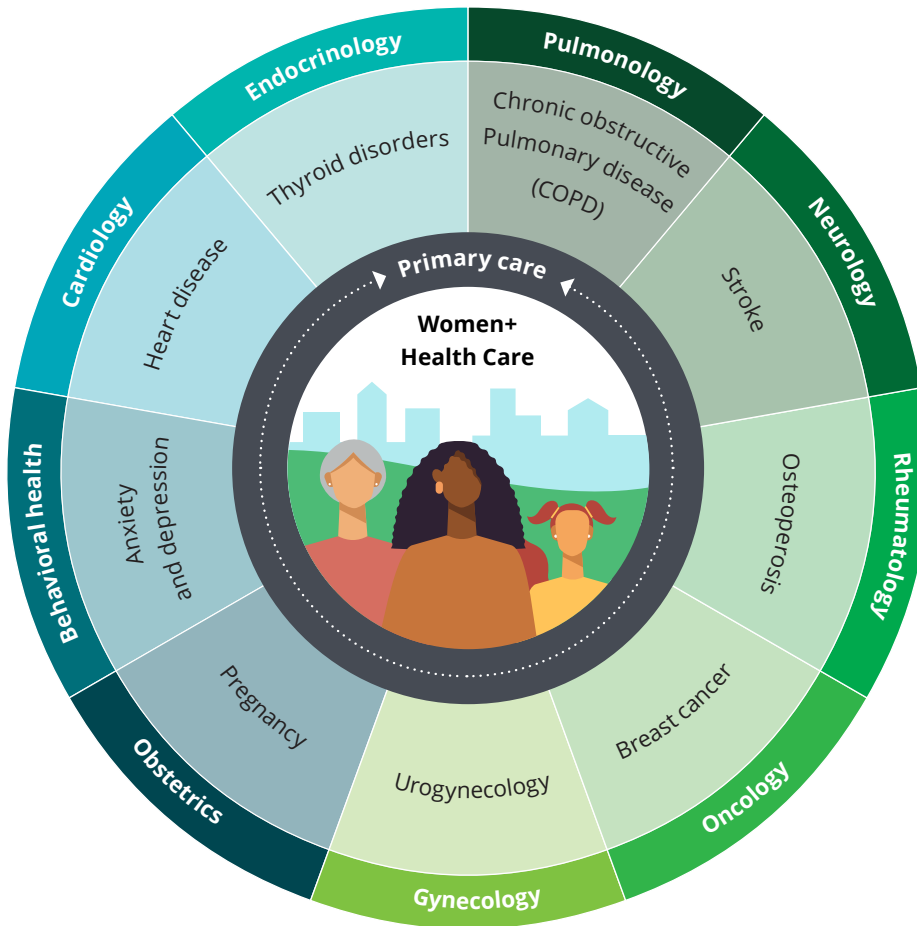 Pulmonology
Chronic obstructive
Pulmonary disease
(COPD)
Neurology
Stroke
Rheumatology
Osteoperosis
Oncology
Breast cancer
Gynecology
Urogynecology
Obstetrics
Pregnancy
Behavioral health
Anxiety
and depression
Cardiology
Heart disease
Endocrinology
Thyroid disorders
Primary care
Women+
Health Care